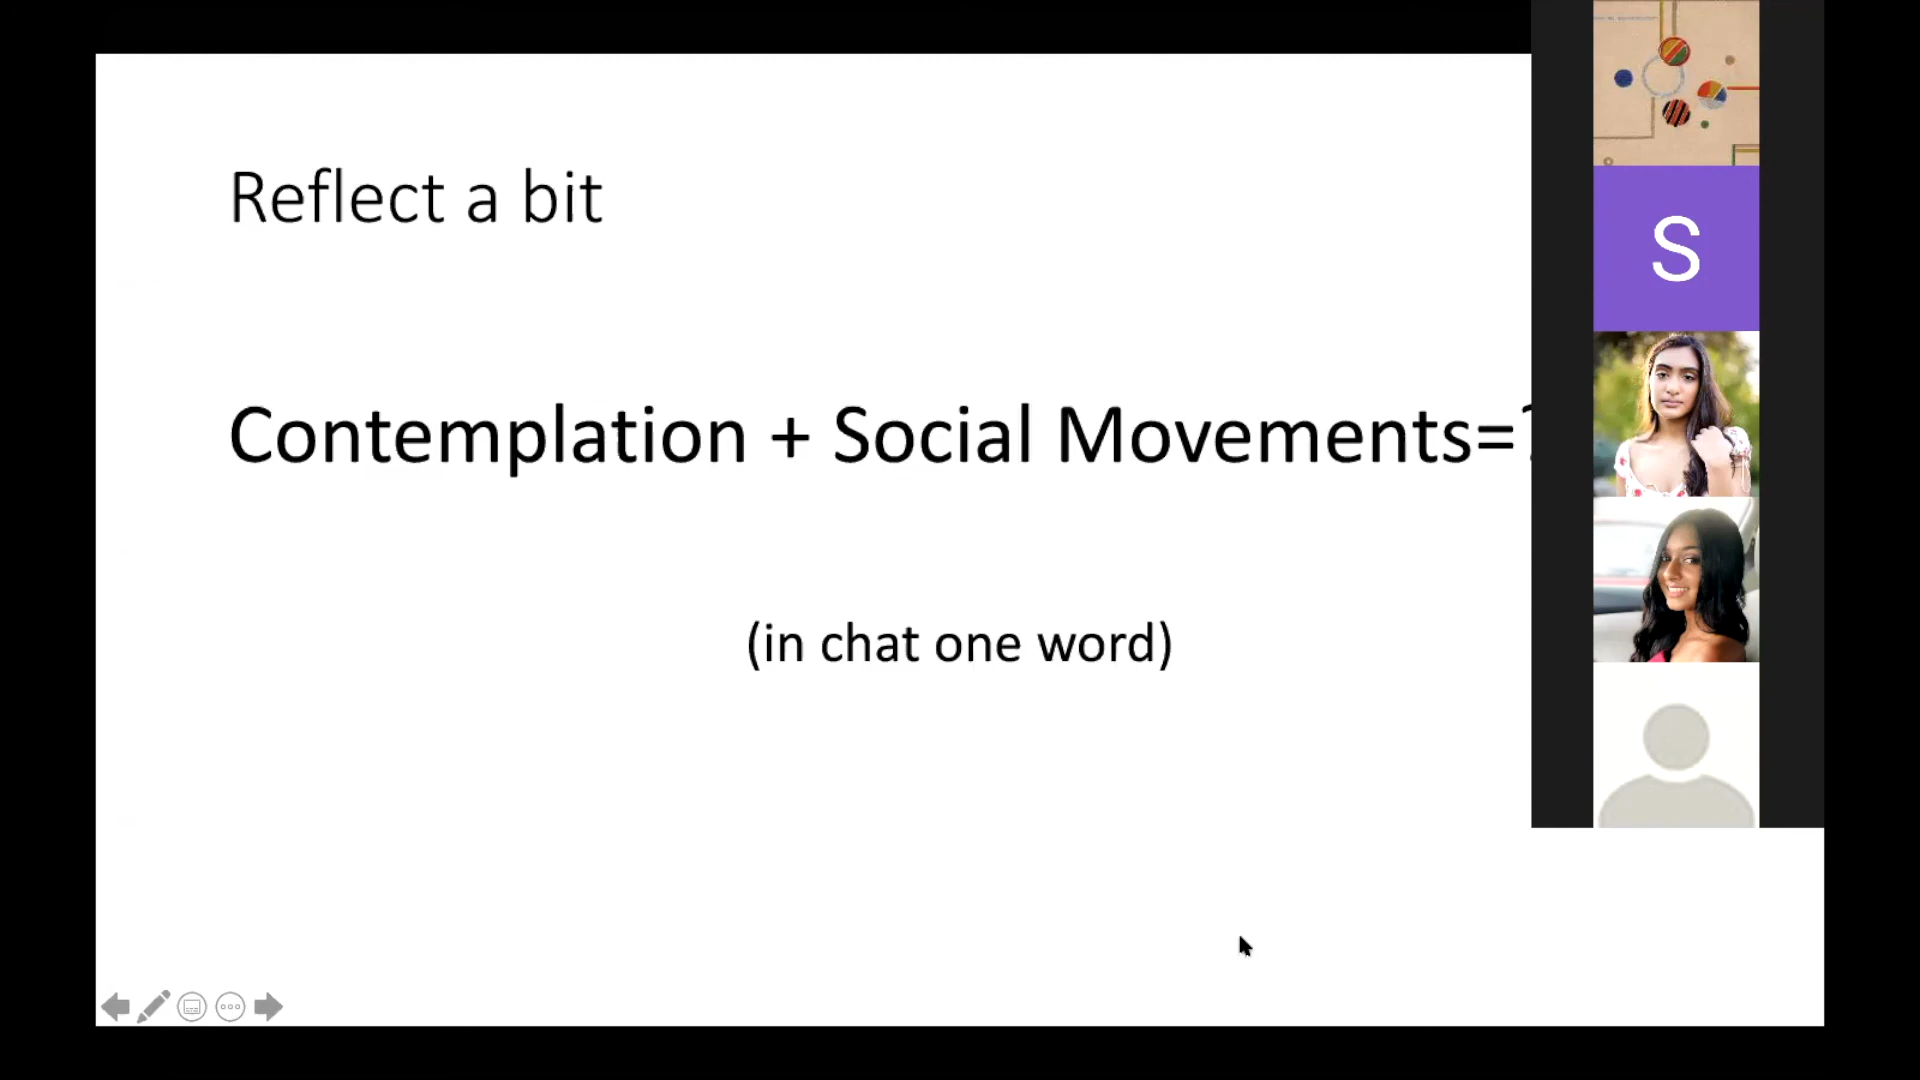 Reflect a bit
Contemplation + Social Movements=?
(in chat one word)
S